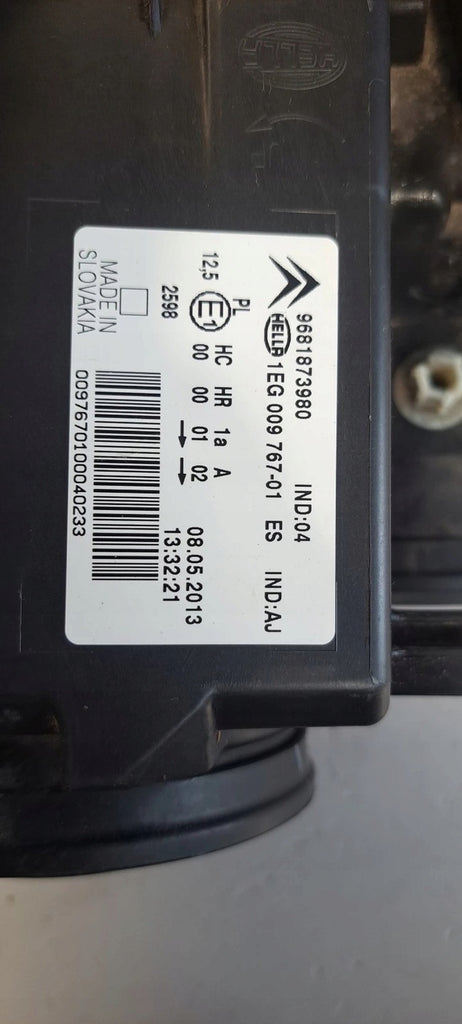 HELLA
9681873980 IND:04
HELLA 1EG 009 767-01 ES IND:AJ
PL HC HR 1a A
12,5 E1 00 00 01 02
2598 → →
08.05.2013
13:32:21
MADE IN
SLOVAKIA
0097670100040233